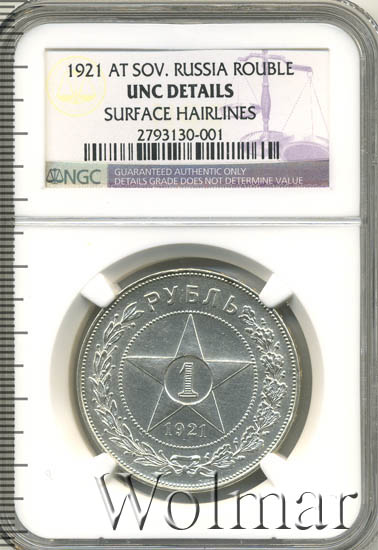 1921 AT SOV. RUSSIA ROUBLE
UNC DETAILS
SURFACE HAIRLINES
2793130-001
NGC
GUARANTEED AUTHENTIC ONLY
DETAILS GRADE DOES NOT DETERMINE VALUE
РУБЛЬ
1
1921
Wolmar